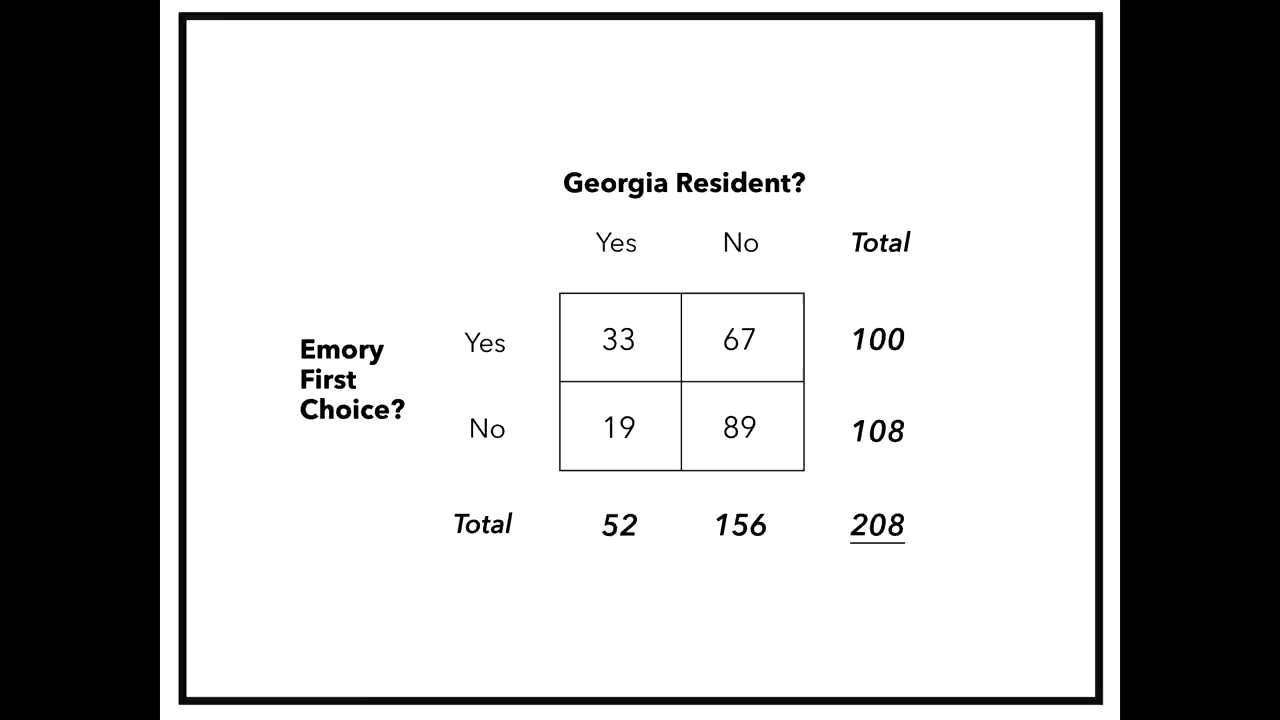 Georgia Resident?
Yes No Total
Emory
First
Choice?
Yes 33 67 100
No 19 89 108
Total 52 156 208